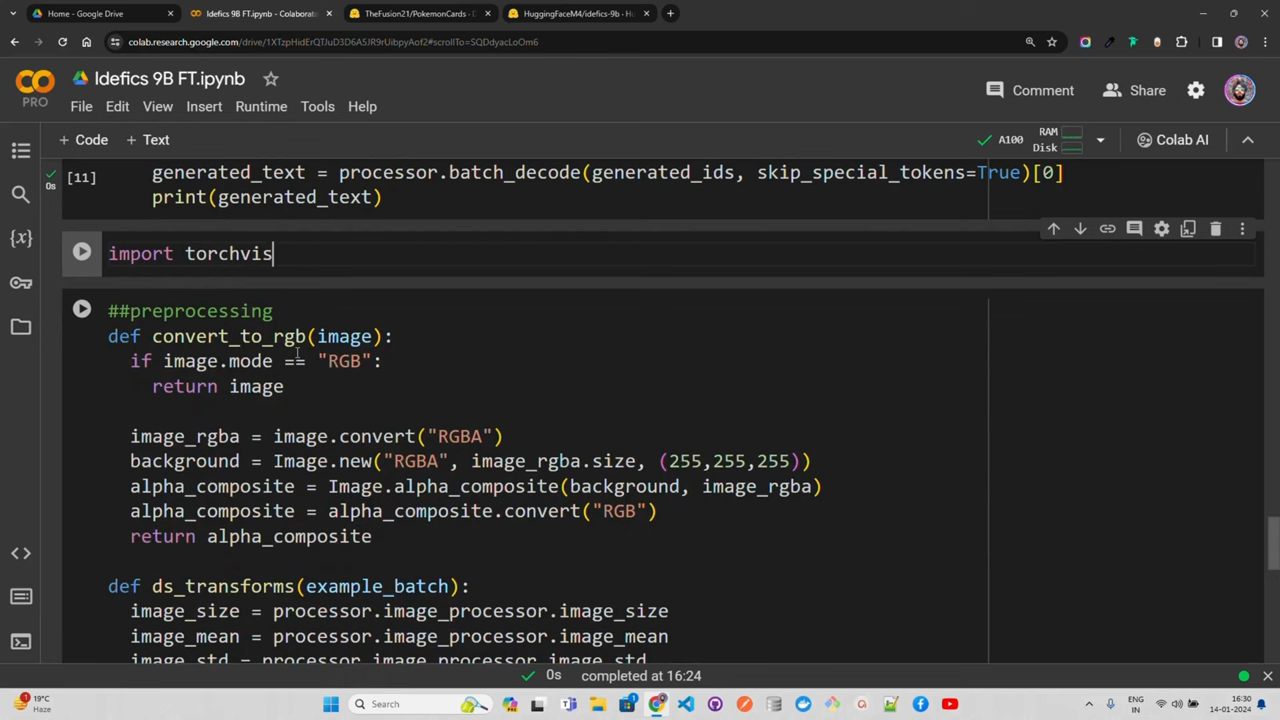 Home - Google Drive
Idefics 9B FT.ipynb - Colaborate
TheFusion21/PokemonCards - D
HuggingFaceM4/idefics-9b - Hu
colab.research.google.com/drive/1XTzpHidErQTJuD3D6A5JR9rUibpyAof2#scrollTo=SQDdyacLoOm6
PRO
Idefics 9B FT.ipynb
File Edit View Insert Runtime Tools Help
Comment
Share
+ Code + Text
A100
RAM
Disk
Colab AI
[11]
0s
generated_text = processor.batch_decode(generated_ids, skip_special_tokens=True)[0]
print(generated_text)
import torchvis
##preprocessing
def convert_to_rgb(image):
if image.mode == "RGB":
return image
image_rgba = image.convert("RGBA")
background = Image.new("RGBA", image_rgba.size, (255,255,255))
alpha_composite = Image.alpha_composite(background, image_rgba)
alpha_composite = alpha_composite.convert("RGB")
return alpha_composite
def ds_transforms(example_batch):
image_size = processor.image_processor.image_size
image_mean = processor.image_processor.image_mean
image_std = processor.image_processor.image_std
0s completed at 16:24
19°C
Haze
Search
ENG
IN
16:30
14-01-2024